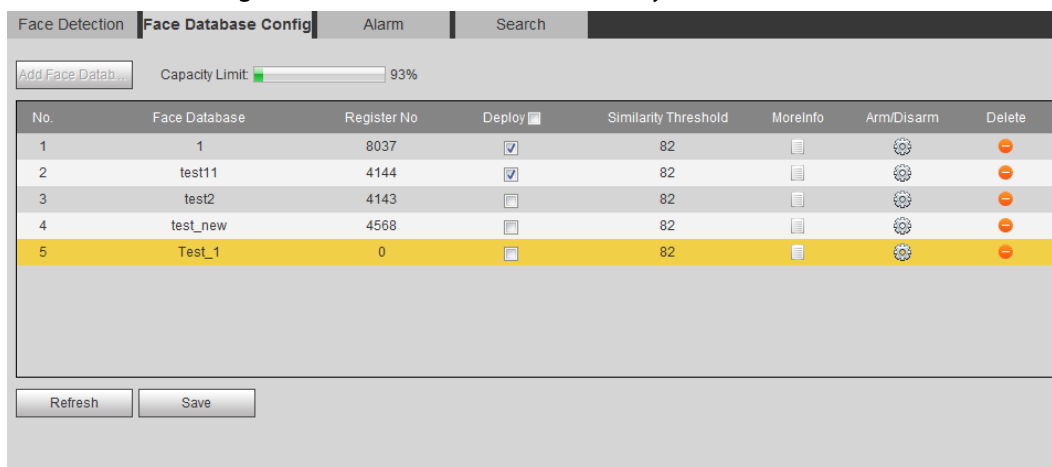 Face Detection Face Database Config Alarm Search
Add Face Datab... Capacity Limit: 93%
No. Face Database Register No Deploy Similarity Threshold MoreInfo Arm/Disarm Delete
1 1 8037 82
2 test11 4144 82
3 test2 4143 82
4 test_new 4568 82
5 Test_1 0 82
Refresh Save